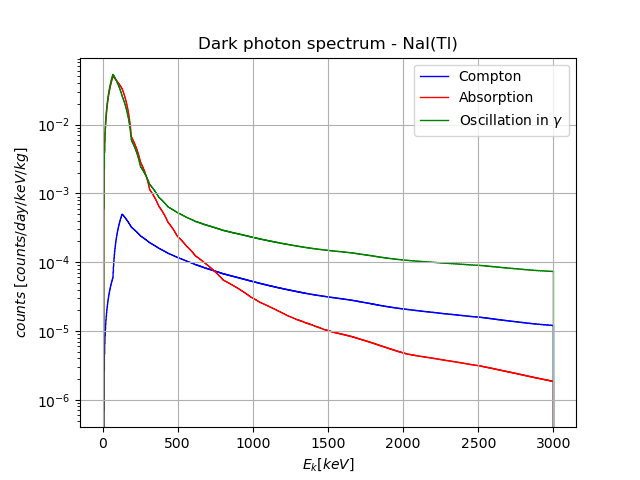 Dark photon spectrum - NaI(Tl)
Compton
Absorption
Oscillation in γ
10⁻²
10⁻³
10⁻⁴
10⁻⁵
10⁻⁶
counts [counts/day/keV/kg]
0 500 1000 1500 2000 2500 3000
E_k[keV]